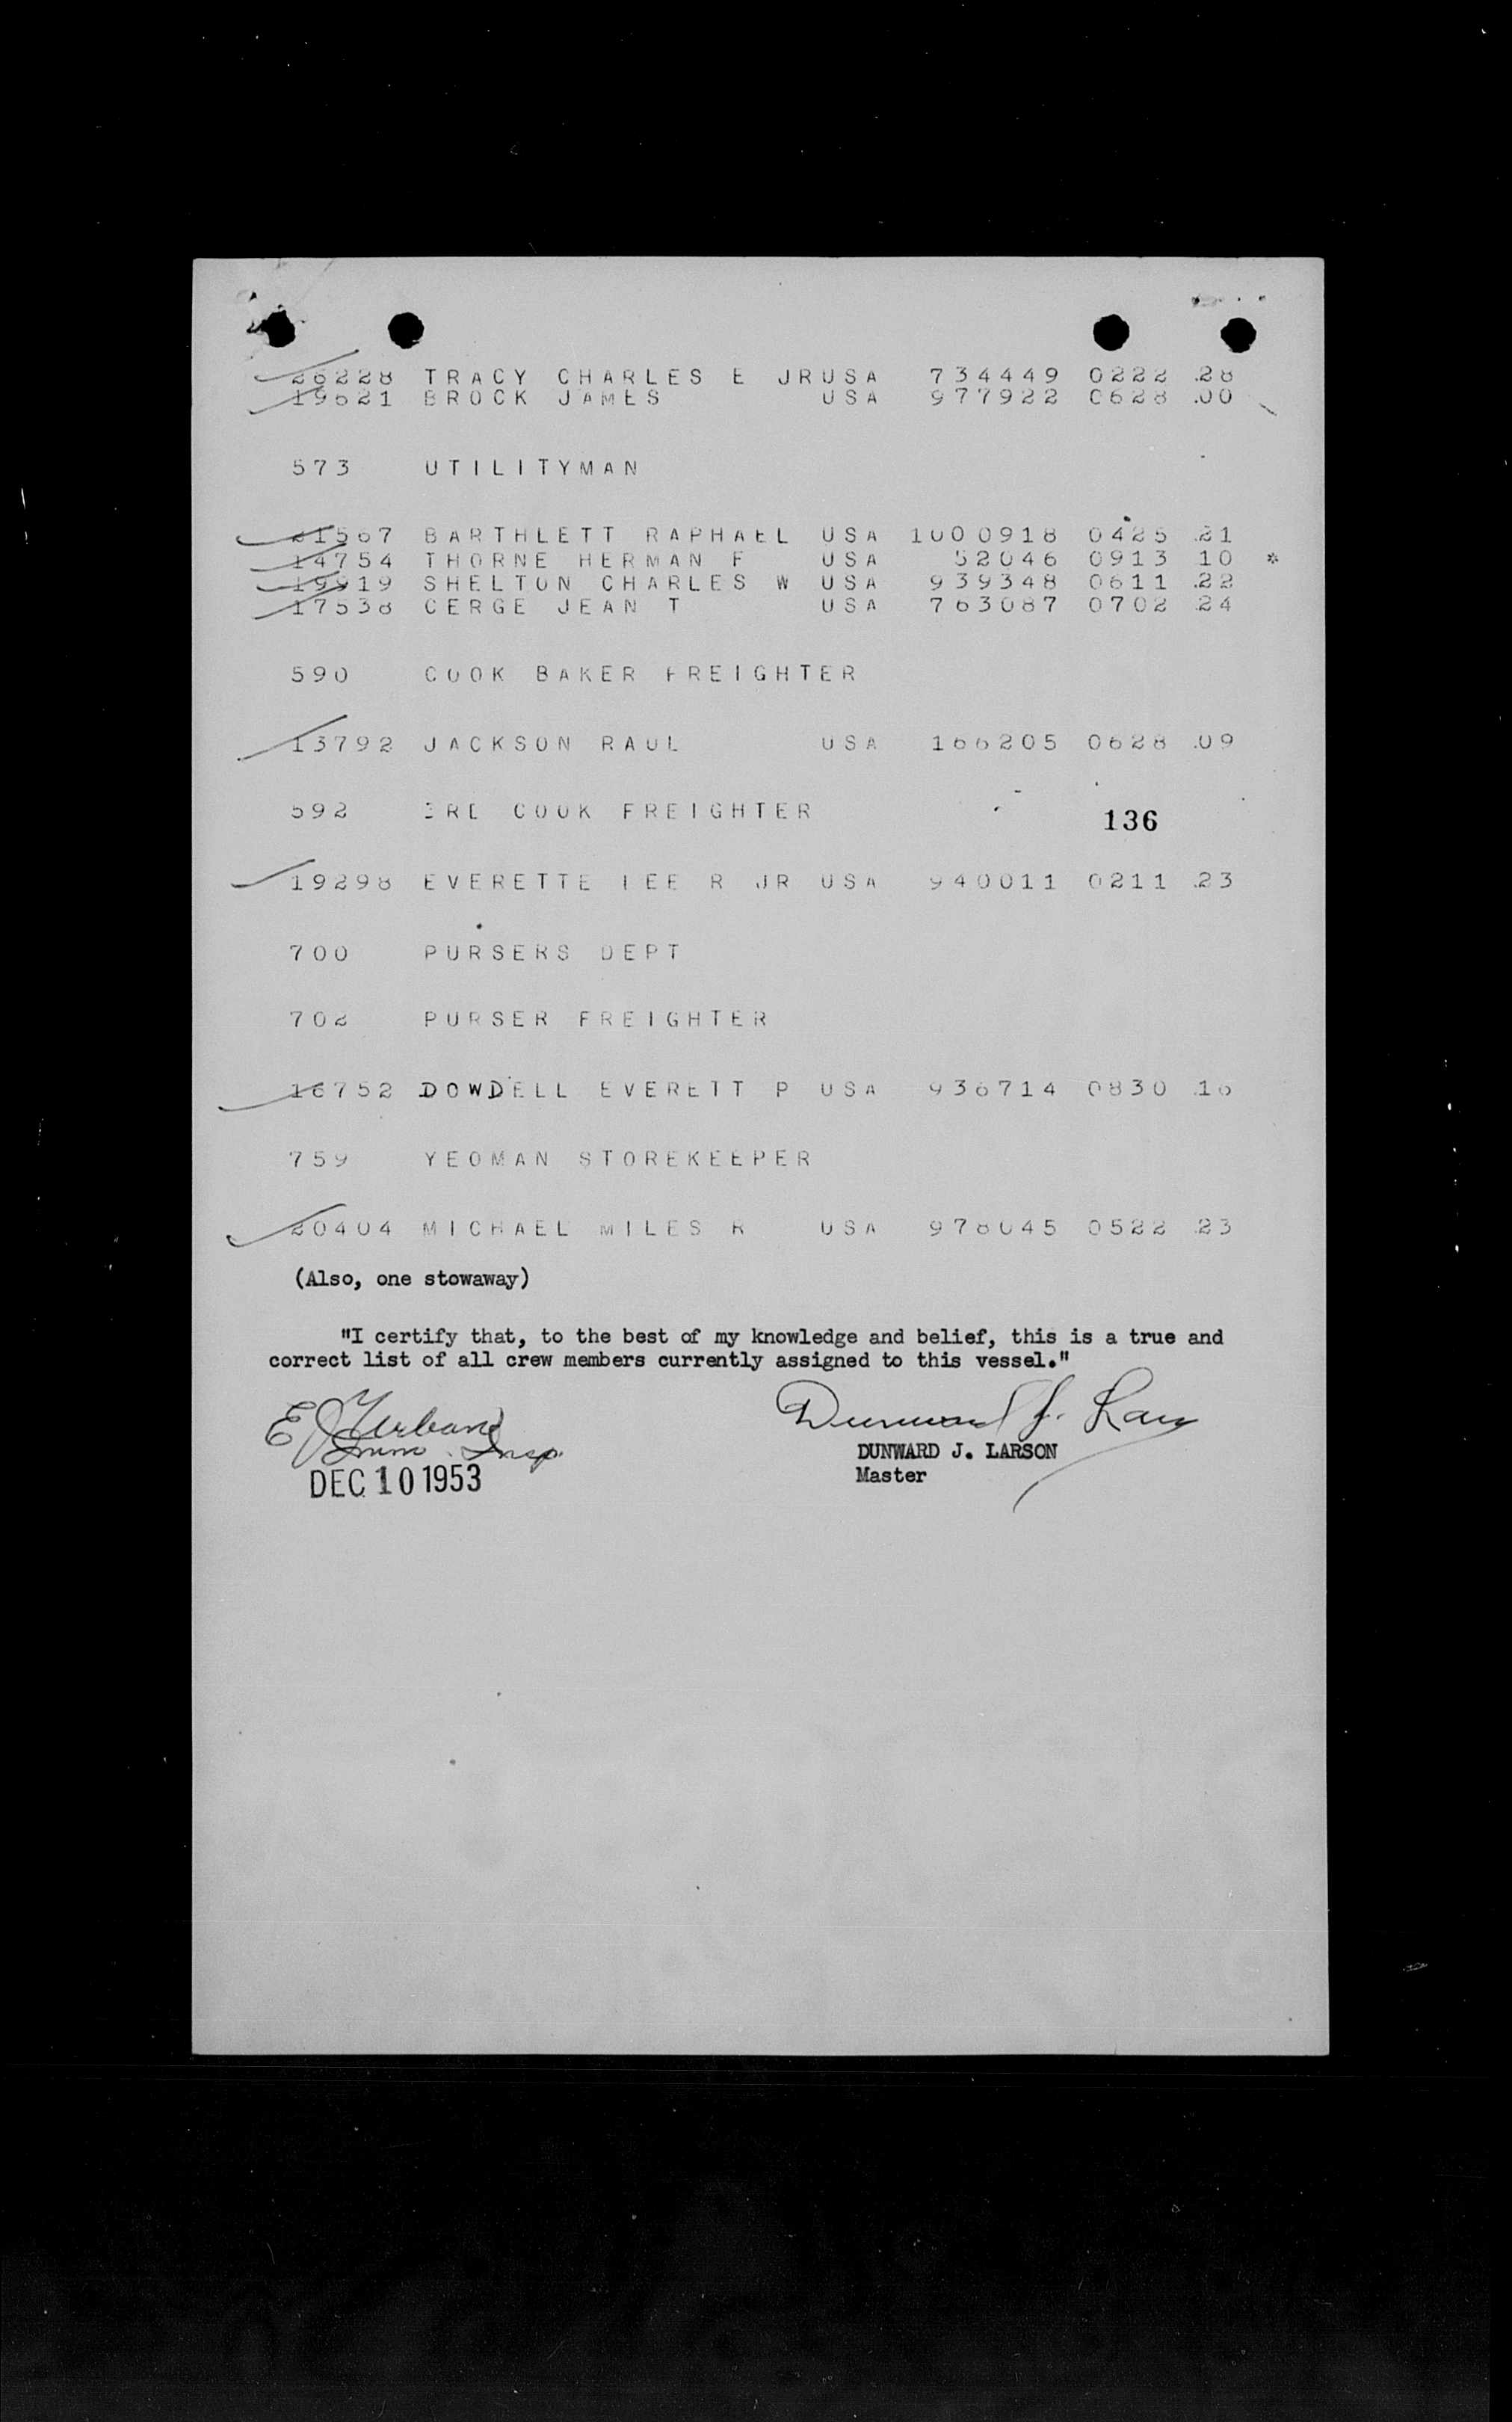 26228 TRACY CHARLES E JRUSA 734449 0222 .28
19621 BROCK JAMES USA 977922 0628 .00
573 UTILITYMAN
21567 BARTHLETT RAPHAEL USA 1000918 0425 .21
14754 THORNE HERMAN F USA 52046 0913 10 *
19919 SHELTON CHARLES W USA 939348 0611 .22
17538 CERGE JEAN T USA 763087 0702 .24
590 COOK BAKER FREIGHTER
13792 JACKSON RAUL USA 166205 0628 .09
592 3RD COOK FREIGHTER
136
19298 EVERETTE LEE R JR USA 940011 0211 .23
700 PURSERS DEPT
702 PURSER FREIGHTER
16752 DOWDELL EVERETT P USA 936714 0830 .16
759 YEOMAN STOREKEEPER
20404 MICHAEL MILES R USA 978045 0522 .23
(Also, one stowaway)
"I certify that, to the best of my knowledge and belief, this is a true and
correct list of all crew members currently assigned to this vessel."
E J Urban
Imm. Insp.
DEC 10 1953
Dunward J. Larson
DUNWARD J. LARSON
Master